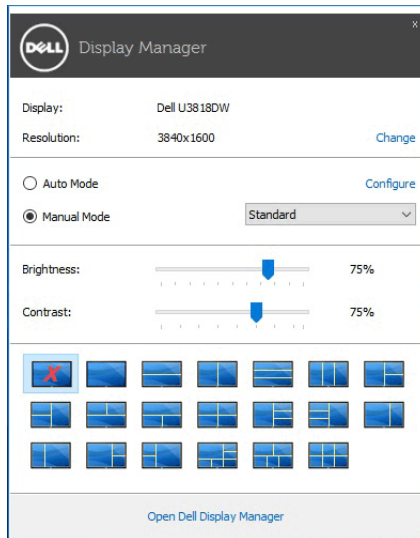 x
DELL Display Manager
Display: Dell U3818DW
Resolution: 3840x1600 Change
Auto Mode Configure
Manual Mode Standard
Brightness: 75%
Contrast: 75%
X
Open Dell Display Manager